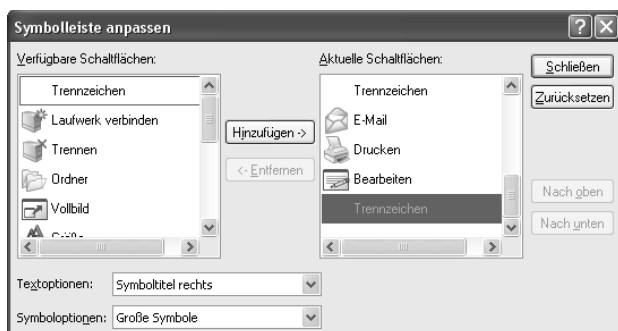 Symbolleiste anpassen
Verfügbare Schaltflächen:
Trennzeichen
Laufwerk verbinden
Trennen
Ordner
Vollbild
Hinzufügen ->
<- Entfernen
Aktuelle Schaltflächen:
Trennzeichen
E-Mail
Drucken
Bearbeiten
Trennzeichen
Schließen
Zurücksetzen
Nach oben
Nach unten
Textoptionen: Symboltitel rechts
Symboloptionen: Große Symbole